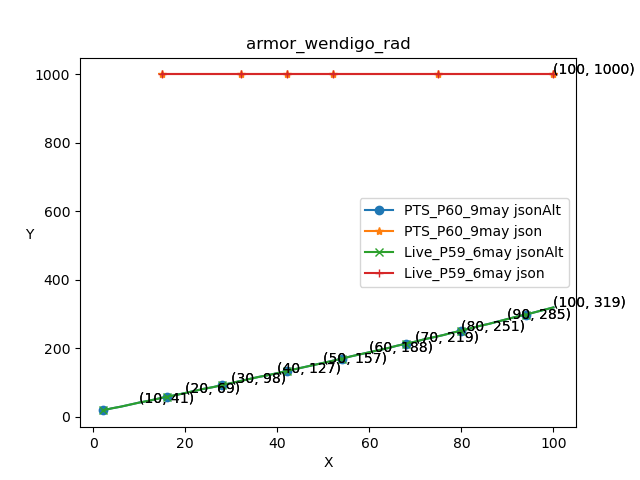 armor_wendigo_rad
1000
800
600
400
200
0
Y
(100, 1000)
PTS_P60_9may jsonAlt
PTS_P60_9may json
Live_P59_6may jsonAlt
Live_P59_6may json
(100, 319)
(90, 285)
(80, 251)
(70, 219)
(60, 188)
(50, 157)
(40, 127)
(30, 98)
(20, 69)
(10, 41)
0 20 40 60 80 100
X